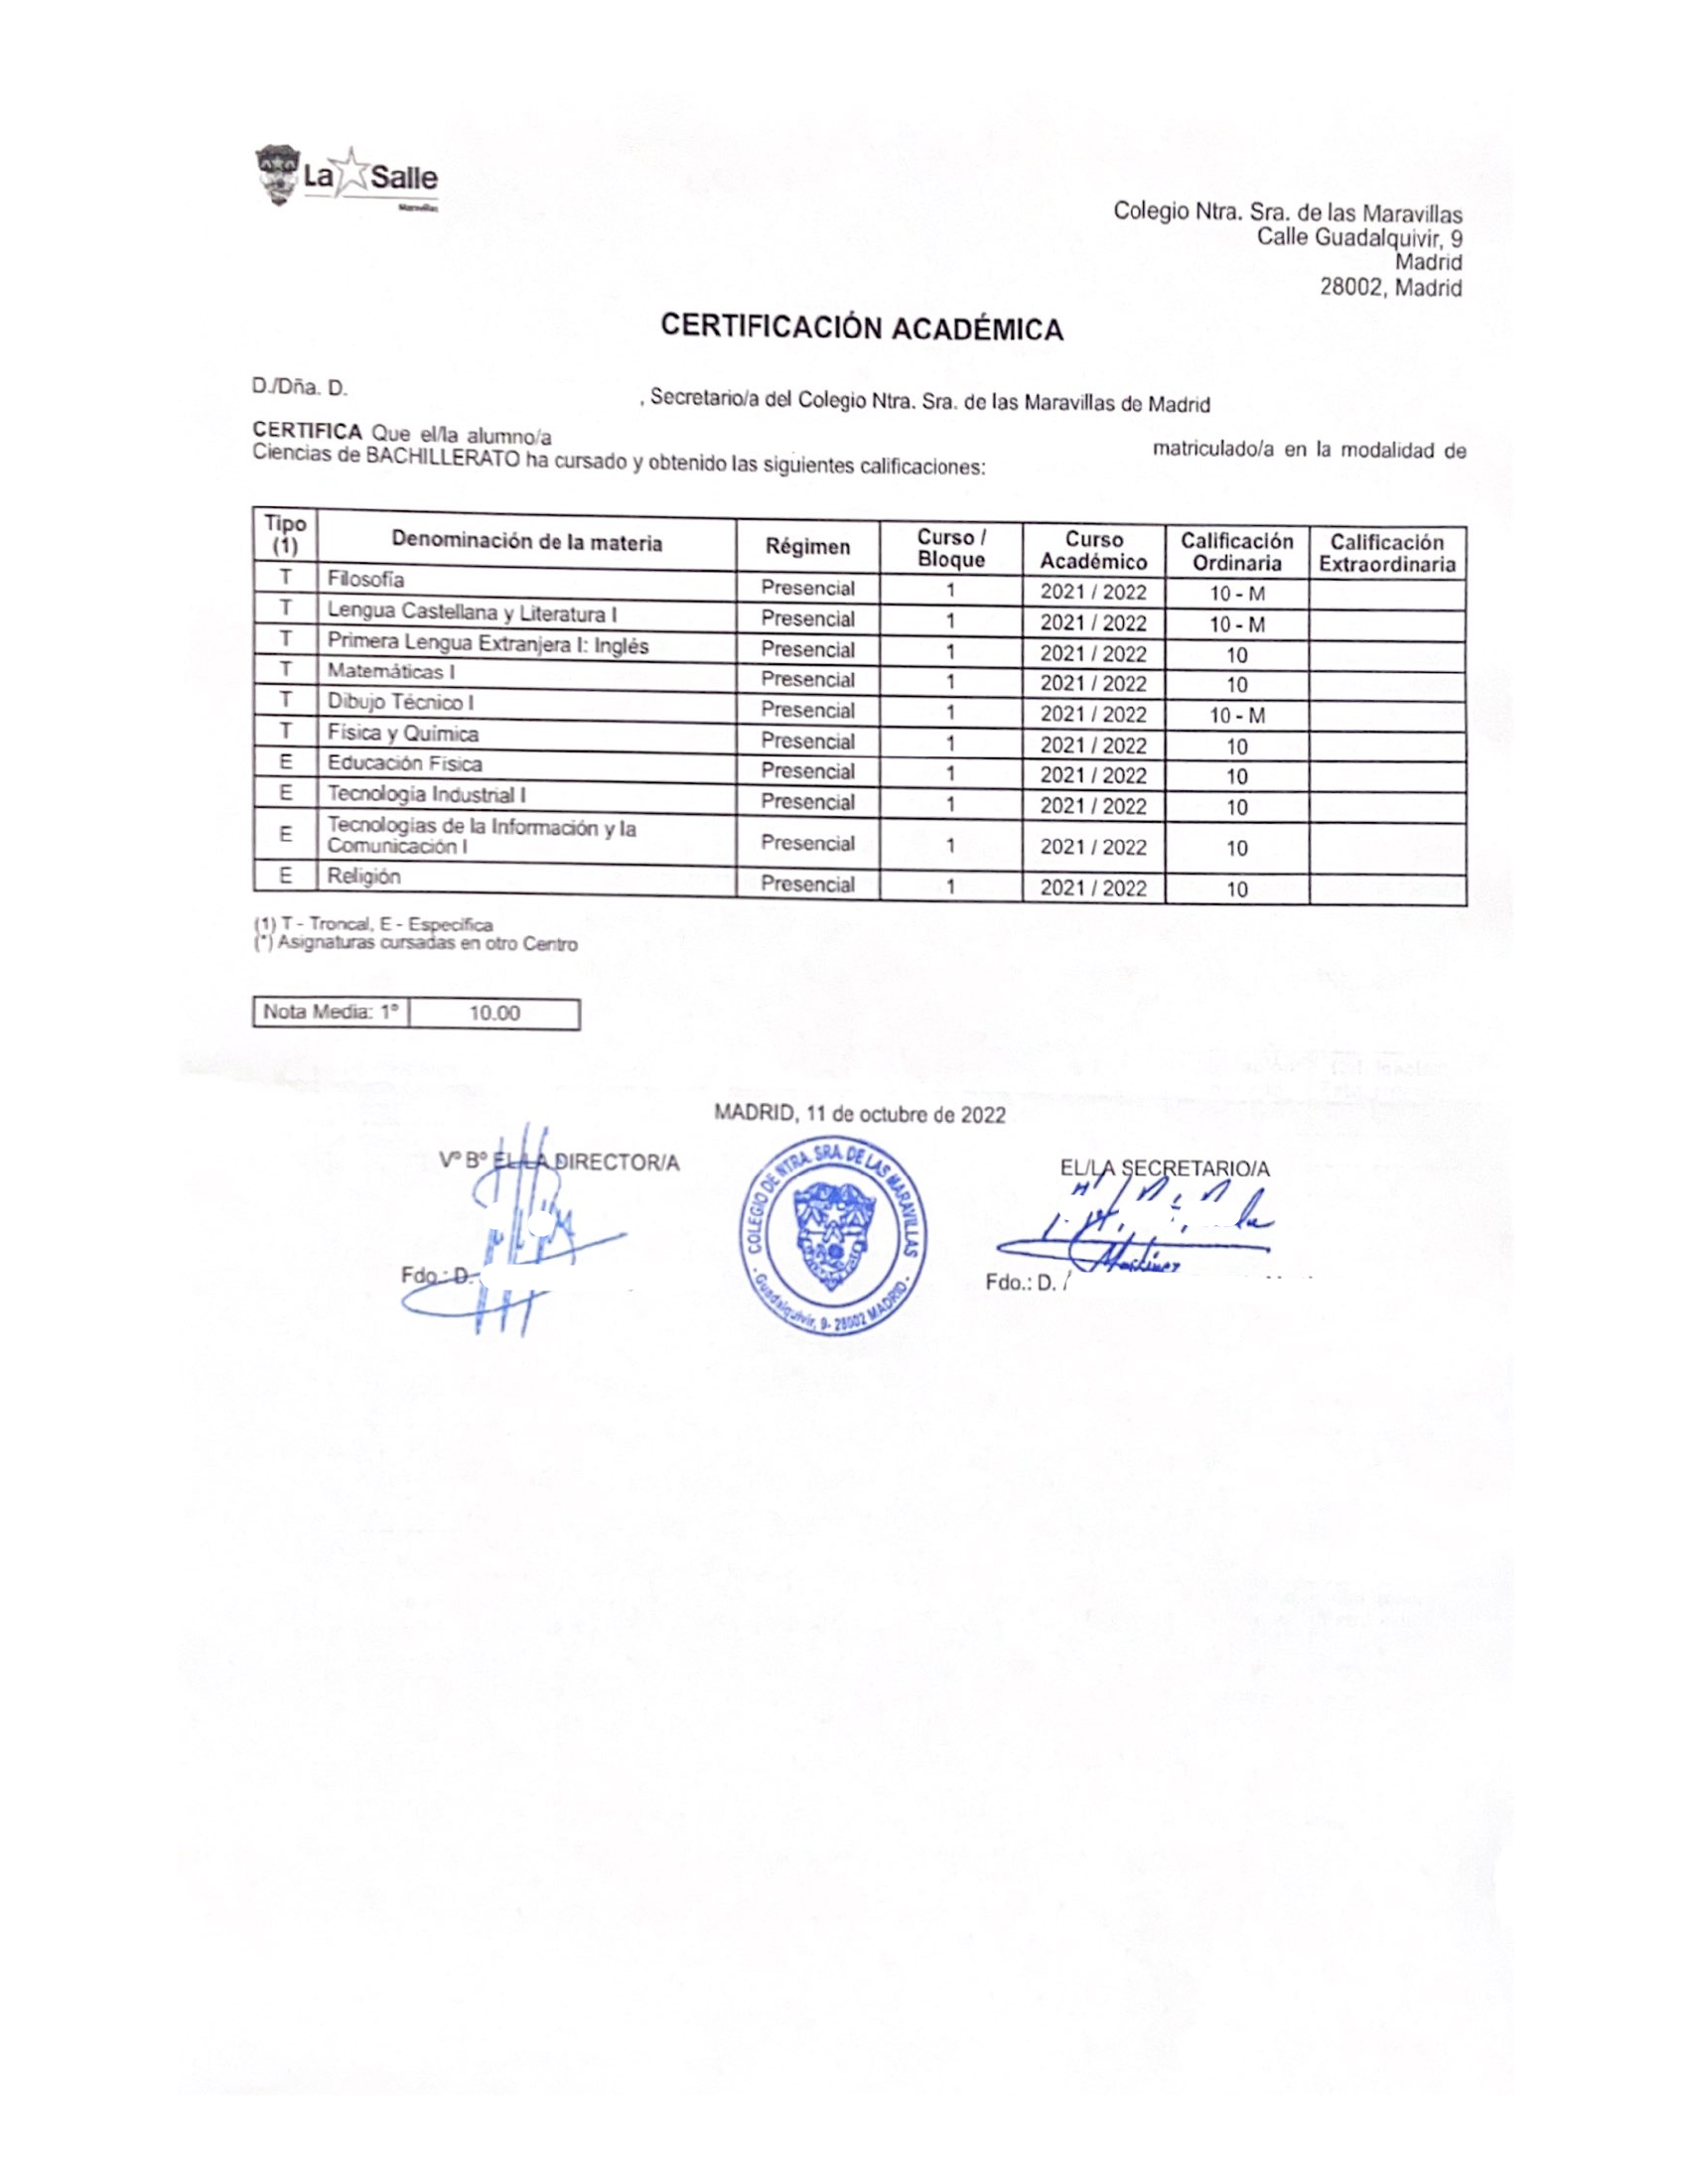 La Salle
Maravillas
Colegio Ntra. Sra. de las Maravillas
Calle Guadalquivir, 9
Madrid
28002, Madrid
CERTIFICACIÓN ACADÉMICA
D./Dña. D. , Secretario/a del Colegio Ntra. Sra. de las Maravillas de Madrid
CERTIFICA Que el/la alumno/a matriculado/a en la modalidad de
Ciencias de BACHILLERATO ha cursado y obtenido las siguientes calificaciones:
Tipo (1) Denominación de la materia Régimen Curso / Bloque Curso Académico Calificación Ordinaria Calificación Extraordinaria
T Filosofía Presencial 1 2021 / 2022 10 - M
T Lengua Castellana y Literatura I Presencial 1 2021 / 2022 10 - M
T Primera Lengua Extranjera I: Inglés Presencial 1 2021 / 2022 10
T Matemáticas I Presencial 1 2021 / 2022 10
T Dibujo Técnico I Presencial 1 2021 / 2022 10 - M
T Física y Química Presencial 1 2021 / 2022 10
E Educación Física Presencial 1 2021 / 2022 10
E Tecnología Industrial I Presencial 1 2021 / 2022 10
E Tecnologías de la Información y la Comunicación I Presencial 1 2021 / 2022 10
E Religión Presencial 1 2021 / 2022 10
(1) T - Troncal, E - Específica
(*) Asignaturas cursadas en otro Centro
Nota Media: 1º 10.00
MADRID, 11 de octubre de 2022
Vº Bº EL/LA DIRECTOR/A
EL/LA SECRETARIO/A
COLEGIO DE NTRA. SRA. DE LAS MARAVILLAS
- Guadalquivir, 9- 28002 MADRID -
Martínez
Fdo.: D.
Fdo.: D.